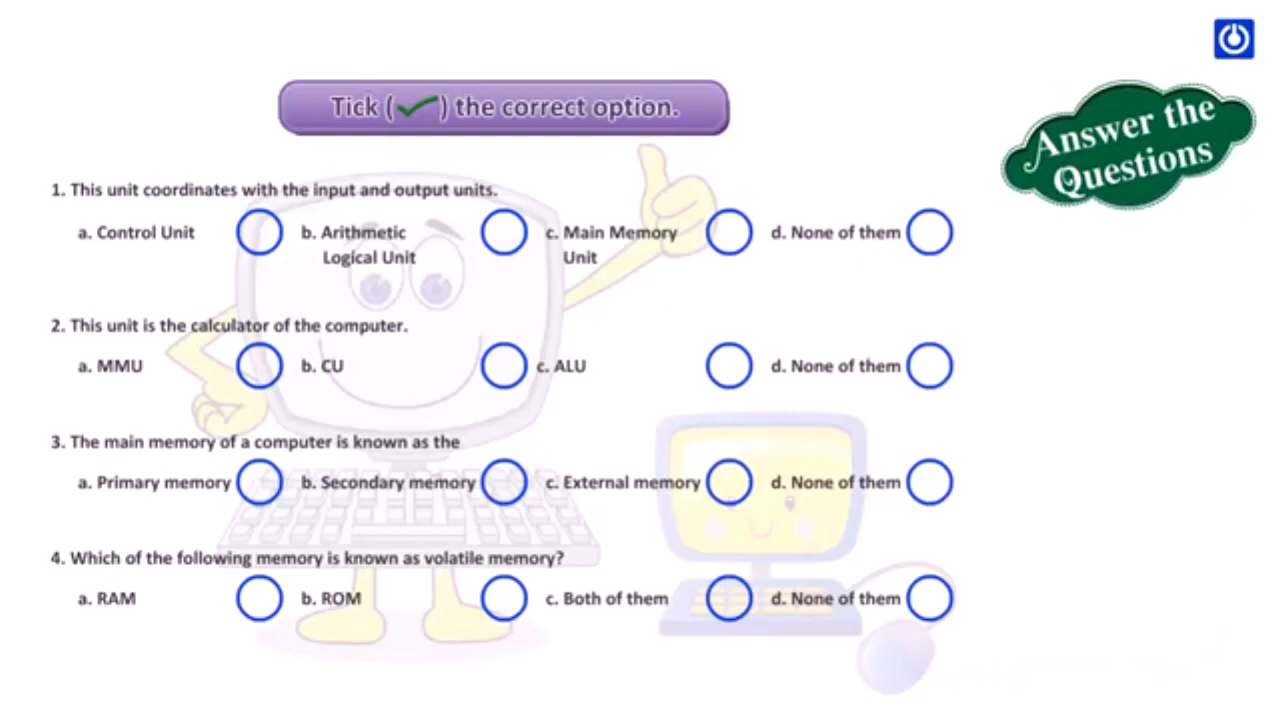 Tick (✓) the correct option.
Answer the
Questions
1. This unit coordinates with the input and output units.
a. Control Unit b. Arithmetic c. Main Memory d. None of them
Logical Unit Unit
2. This unit is the calculator of the computer.
a. MMU b. CU c. ALU d. None of them
3. The main memory of a computer is known as the
a. Primary memory b. Secondary memory c. External memory d. None of them
4. Which of the following memory is known as volatile memory?
a. RAM b. ROM c. Both of them d. None of them